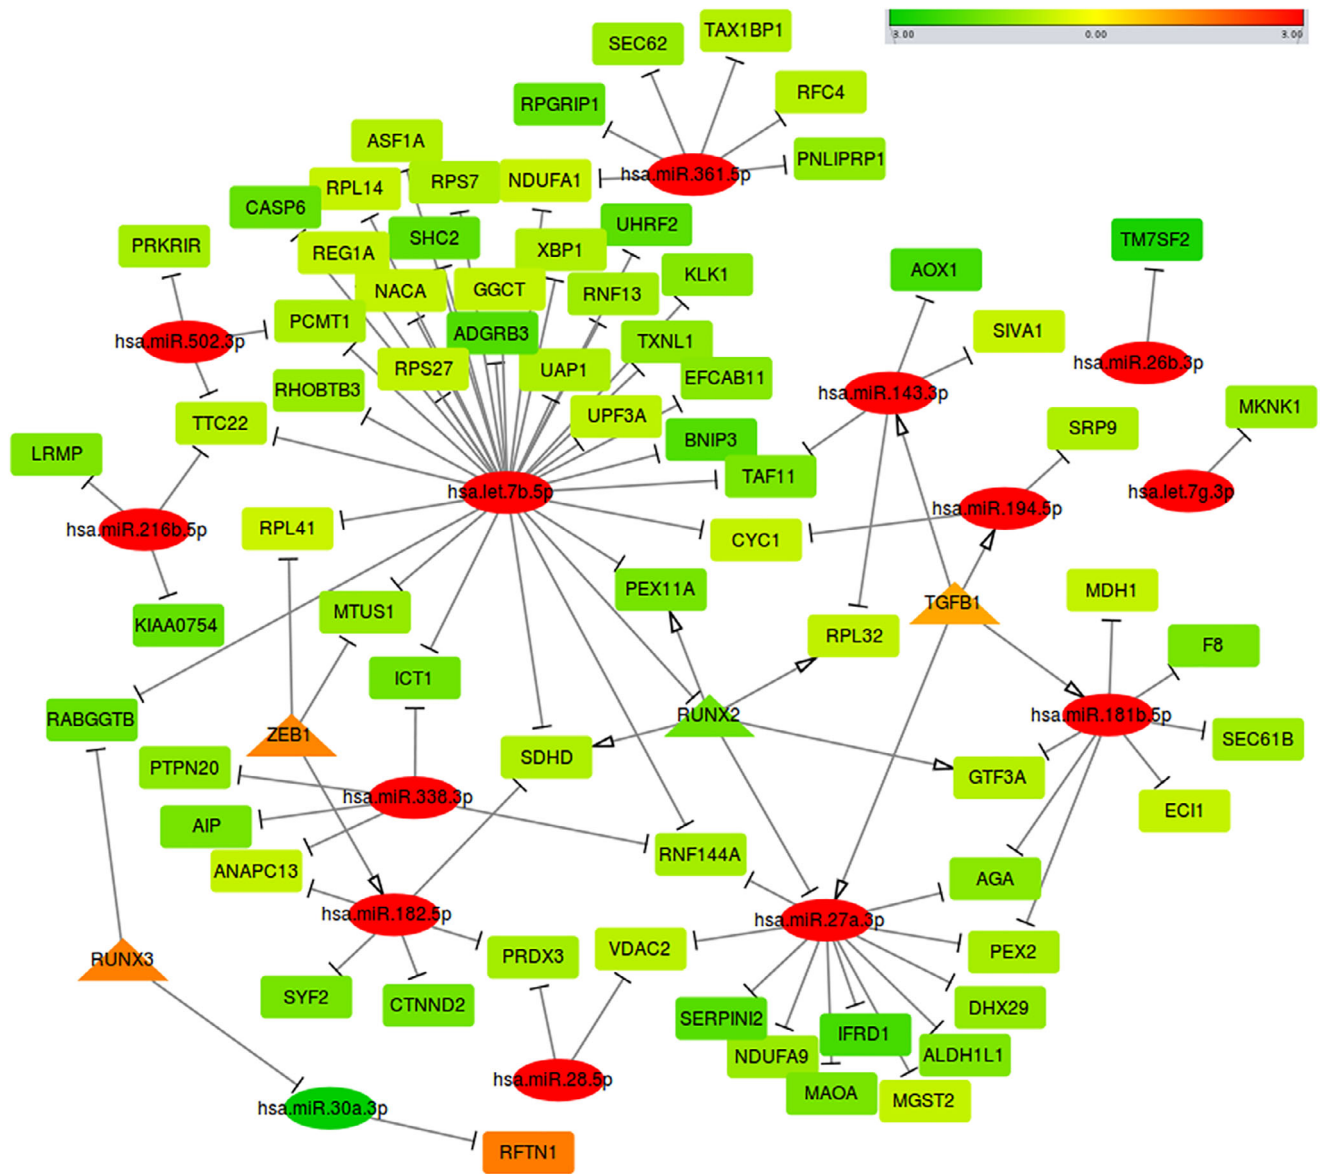 TAX1BP1
SEC62
3.00
0.00
3.00
RFC4
RPGRIP1
ASF1A
PNLIPRP1
hsa.miR.361.5p
RPS7
NDUFA1
RPL14
CASP6
UHRF2
SHC2
PRKRIR
REG1A
XBP1
TM7SF2
AOX1
KLK1
NACA
GGCT
RNF13
PCMT1
ADGRB3
TXNL1
SIVA1
hsa.miR.502.3p
hsa.miR.26b.3p
RPS27
UAP1
EFCAB11
RHOBTB3
hsa.miR.143.3p
MKNK1
UPF3A
TTC22
SRP9
BNIP3
LRMP
TAF11
hsa.let.7b.5p
hsa.let.7g.3p
hsa.miR.194.5p
RPL41
hsa.miR.216b.5p
CYC1
PEX11A
MDH1
TGFB1
MTUS1
KIAA0754
RPL32
F8
ICT1
RABGGTB
RUNX2
hsa.miR.181b.5p
ZEB1
SEC61B
SDHD
PTPN20
GTF3A
hsa.miR.338.3p
ECI1
AIP
RNF144A
ANAPC13
AGA
hsa.miR.182.5p
hsa.miR.27a.3p
VDAC2
PRDX3
PEX2
RUNX3
SYF2
CTNND2
DHX29
SERPINI2
IFRD1
NDUFA9
ALDH1L1
hsa.miR.28.5p
MAOA
MGST2
hsa.miR.30a.3p
RFTN1